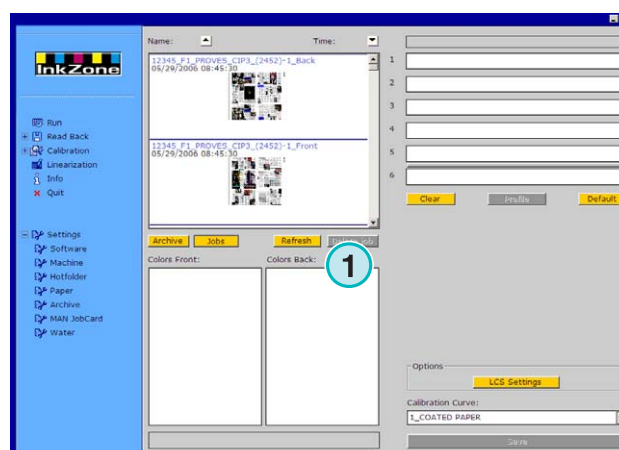 InkZone
Run
Read Back
Calibration
Linearization
Info
Quit
Settings
Software
Machine
Hotfolder
Paper
Archive
MAN JobCard
Water
Name:
Time:
12345_F1_PROVES_CIP3_(2452)-1_Back
05/29/2006 08:45:30
12345_F1_PROVES_CIP3_(2452)-1_Front
05/29/2006 08:45:30
Archive
Jobs
Refresh
1
Colors Front:
Colors Back:
1
2
3
4
5
6
Clear
Profile
Default
Options
LCS Settings
Calibration Curve:
1_COATED PAPER
Save